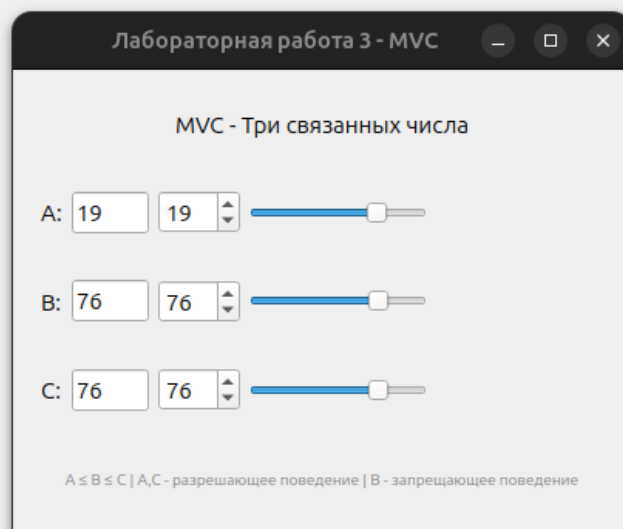 Лабораторная работа 3 - MVC
MVC - Три связанных числа
A: 19 19
B: 76 76
C: 76 76
A ≤ B ≤ C | A,C - разрешающее поведение | B - запрещающее поведение